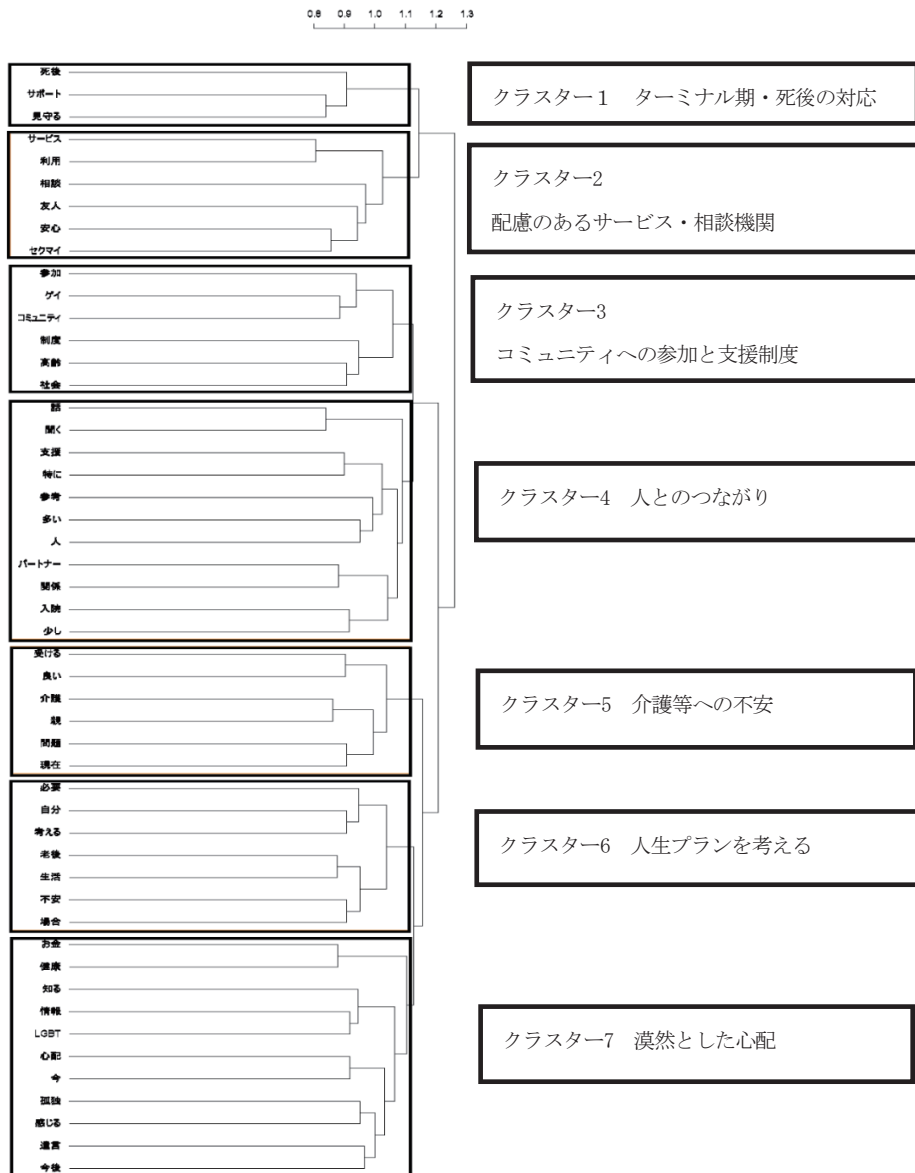 0.8 0.9 1.0 1.1 1.2 1.3
死後
サポート
見守る
サービス
利用
相談
友人
安心
セクマイ
参加
ゲイ
コミュニティ
制度
高齢
社会
話
聞く
支援
特に
参考
多い
人
パートナー
関係
入院
少し
受ける
良い
介護
親
問題
現在
必要
自分
考える
老後
生活
不安
場合
お金
健康
知る
情報
LGBT
心配
今
孤独
感じる
遺言
今後
クラスター1 ターミナル期・死後の対応
クラスター2
配慮のあるサービス・相談機関
クラスター3
コミュニティへの参加と支援制度
クラスター4 人とのつながり
クラスター5 介護等への不安
クラスター6 人生プランを考える
クラスター7 漠然とした心配